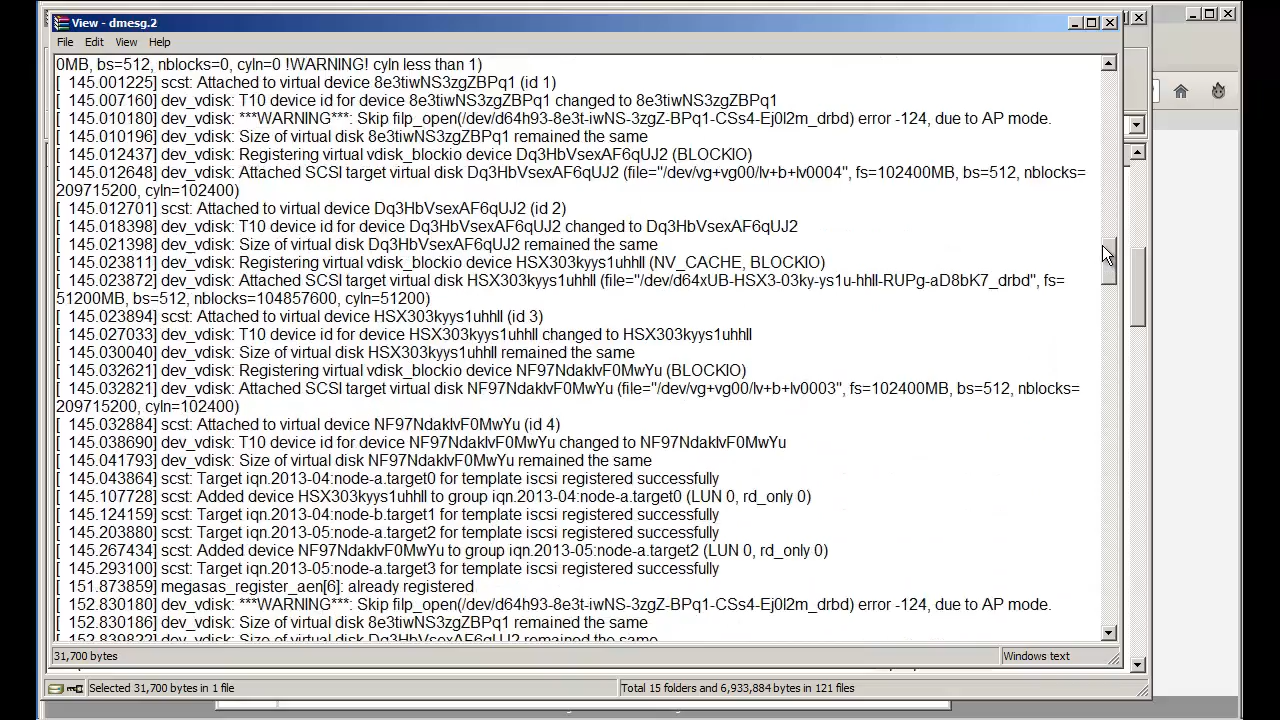 View - dmesg.2
File Edit View Help
0MB, bs=512, nblocks=0, cyln=0 !WARNING! cyln less than 1)
[  145.001225] scst: Attached to virtual device 8e3tiwNS3zgZBPq1 (id 1)
[  145.007160] dev_vdisk: T10 device id for device 8e3tiwNS3zgZBPq1 changed to 8e3tiwNS3zgZBPq1
[  145.010180] dev_vdisk: ***WARNING***: Skip filp_open(/dev/d64h93-8e3t-iwNS-3zgZ-BPq1-CSs4-Ej0l2m_drbd) error -124, due to AP mode.
[  145.010196] dev_vdisk: Size of virtual disk 8e3tiwNS3zgZBPq1 remained the same
[  145.012437] dev_vdisk: Registering virtual vdisk_blockio device Dq3HbVsexAF6qUJ2 (BLOCKIO)
[  145.012648] dev_vdisk: Attached SCSI target virtual disk Dq3HbVsexAF6qUJ2 (file="/dev/vg+vg00/lv+b+lv0004", fs=102400MB, bs=512, nblocks=
209715200, cyln=102400)
[  145.012701] scst: Attached to virtual device Dq3HbVsexAF6qUJ2 (id 2)
[  145.018398] dev_vdisk: T10 device id for device Dq3HbVsexAF6qUJ2 changed to Dq3HbVsexAF6qUJ2
[  145.021398] dev_vdisk: Size of virtual disk Dq3HbVsexAF6qUJ2 remained the same
[  145.023811] dev_vdisk: Registering virtual vdisk_blockio device HSX303kyys1uhhll (NV_CACHE, BLOCKIO)
[  145.023872] dev_vdisk: Attached SCSI target virtual disk HSX303kyys1uhhll (file="/dev/d64xUB-HSX3-03ky-ys1u-hhll-RUPg-aD8bK7_drbd", fs=
51200MB, bs=512, nblocks=104857600, cyln=51200)
[  145.023894] scst: Attached to virtual device HSX303kyys1uhhll (id 3)
[  145.027033] dev_vdisk: T10 device id for device HSX303kyys1uhhll changed to HSX303kyys1uhhll
[  145.030040] dev_vdisk: Size of virtual disk HSX303kyys1uhhll remained the same
[  145.032621] dev_vdisk: Registering virtual vdisk_blockio device NF97NdaklvF0MwYu (BLOCKIO)
[  145.032821] dev_vdisk: Attached SCSI target virtual disk NF97NdaklvF0MwYu (file="/dev/vg+vg00/lv+b+lv0003", fs=102400MB, bs=512, nblocks=
209715200, cyln=102400)
[  145.032884] scst: Attached to virtual device NF97NdaklvF0MwYu (id 4)
[  145.038690] dev_vdisk: T10 device id for device NF97NdaklvF0MwYu changed to NF97NdaklvF0MwYu
[  145.041793] dev_vdisk: Size of virtual disk NF97NdaklvF0MwYu remained the same
[  145.043864] scst: Target iqn.2013-04:node-a.target0 for template iscsi registered successfully
[  145.107728] scst: Added device HSX303kyys1uhhll to group iqn.2013-04:node-a.target0 (LUN 0, rd_only 0)
[  145.124159] scst: Target iqn.2013-04:node-b.target1 for template iscsi registered successfully
[  145.203880] scst: Target iqn.2013-05:node-a.target2 for template iscsi registered successfully
[  145.267434] scst: Added device NF97NdaklvF0MwYu to group iqn.2013-05:node-a.target2 (LUN 0, rd_only 0)
[  145.293100] scst: Target iqn.2013-05:node-a.target3 for template iscsi registered successfully
[  151.873859] megasas_register_aen[6]: already registered
[  152.830180] dev_vdisk: ***WARNING***: Skip filp_open(/dev/d64h93-8e3t-iwNS-3zgZ-BPq1-CSs4-Ej0l2m_drbd) error -124, due to AP mode.
[  152.830186] dev_vdisk: Size of virtual disk 8e3tiwNS3zgZBPq1 remained the same
[  152.839822] dev_vdisk: Size of virtual disk Dq3HbVsexAF6qUJ2 remained the same
31,700 bytes Windows text
Selected 31,700 bytes in 1 file Total 15 folders and 6,933,884 bytes in 121 files